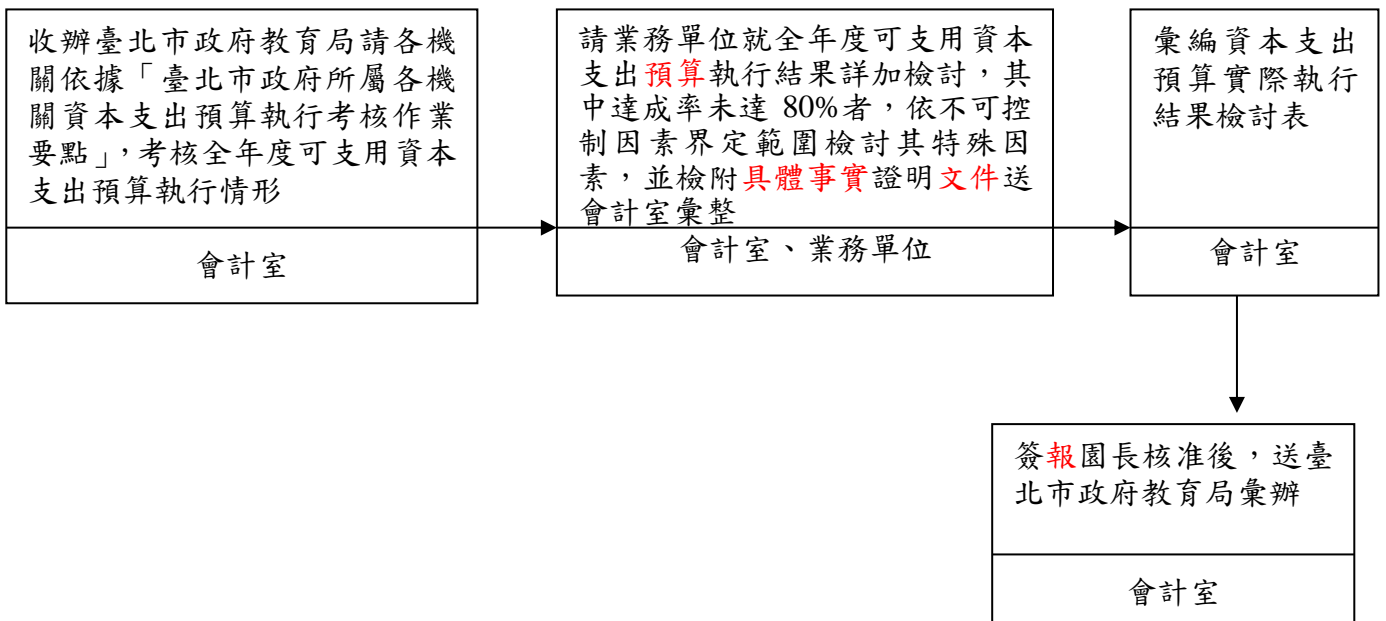 收辦臺北市政府教育局請各機
關依據「臺北市政府所屬各機
關資本支出預算執行考核作業
要點」,考核全年度可支用資本
支出預算執行情形
會計室
請業務單位就全年度可支用資本
支出預算執行結果詳加檢討,其
中達成率未達 80%者,依不可控
制因素界定範圍檢討其特殊因
素,並檢附具體事實證明文件送
會計室彙整
會計室、業務單位
彙編資本支出
預算實際執行
結果檢討表
會計室
簽報園長核准後,送臺
北市政府教育局彙辦
會計室